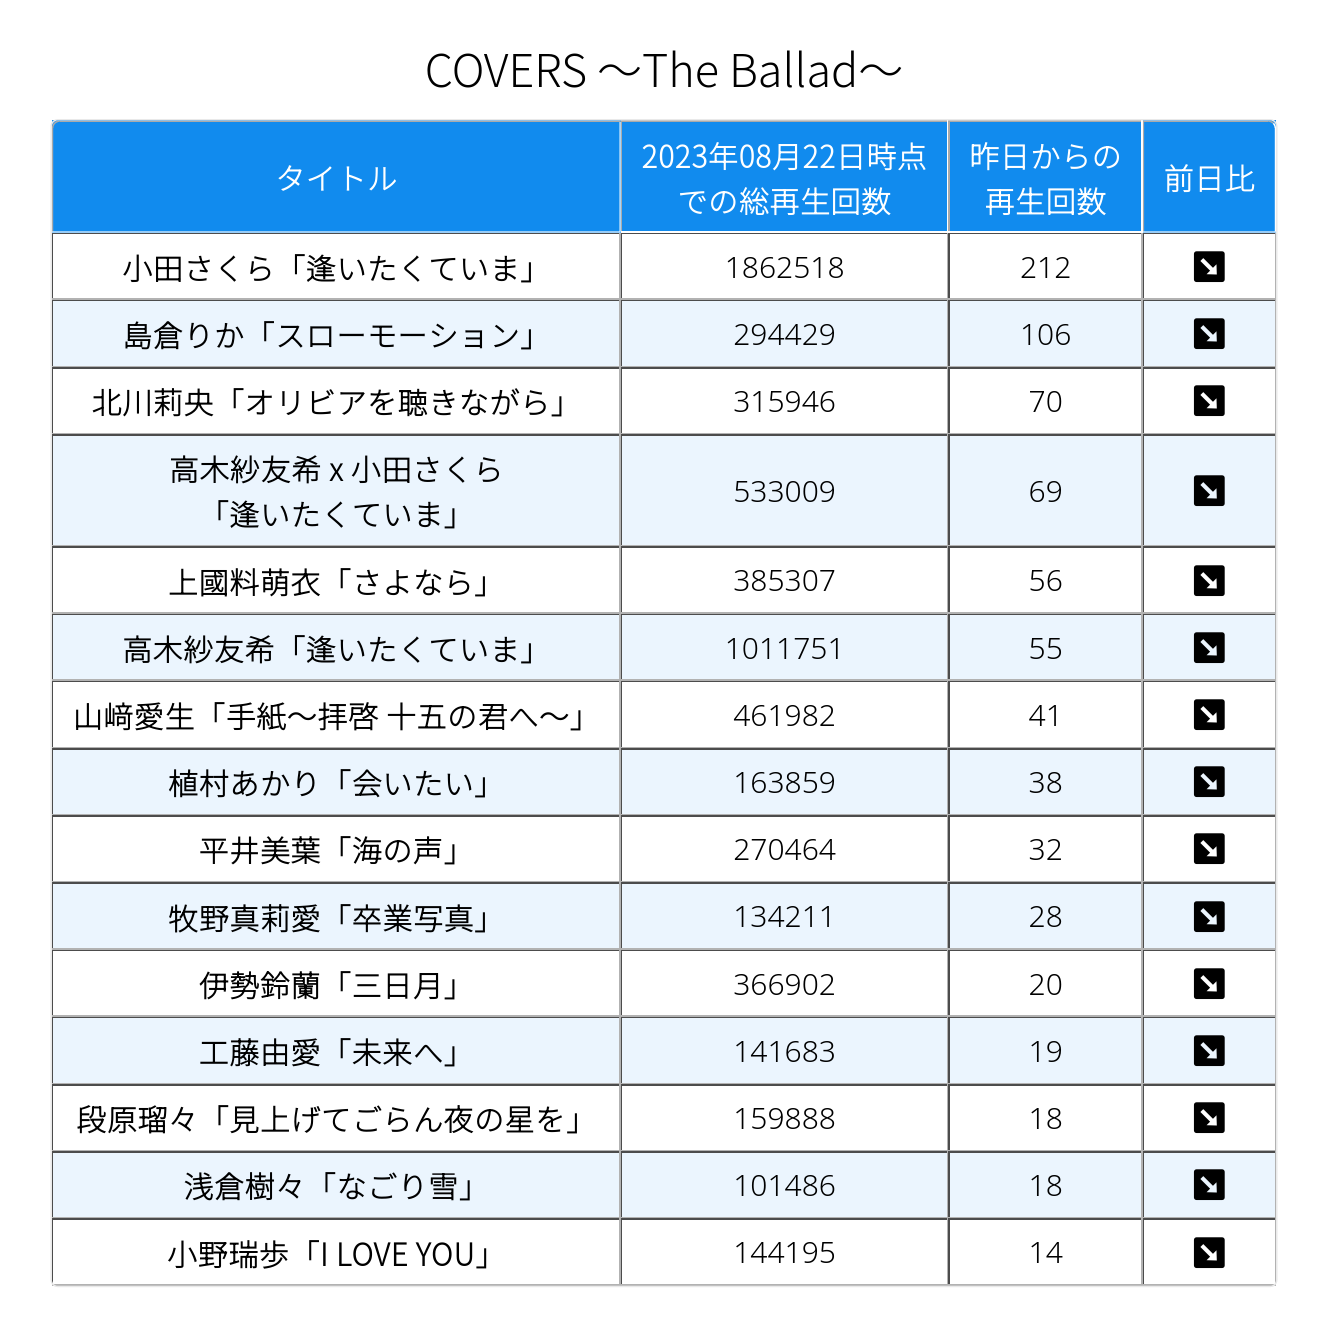 COVERS ～The Ballad～
タイトル
2023年08月22日時点
での総再生回数
昨日からの
再生回数
前日比
小田さくら「逢いたくていま」 1862518 212 ↘
島倉りか「スローモーション」 294429 106 ↘
北川莉央「オリビアを聴きながら」 315946 70 ↘
高木紗友希 x 小田さくら
「逢いたくていま」 533009 69 ↘
上國料萌衣「さよなら」 385307 56 ↘
高木紗友希「逢いたくていま」 1011751 55 ↘
山﨑愛生「手紙～拝啓 十五の君へ～」 461982 41 ↘
植村あかり「会いたい」 163859 38 ↘
平井美葉「海の声」 270464 32 ↘
牧野真莉愛「卒業写真」 134211 28 ↘
伊勢鈴蘭「三日月」 366902 20 ↘
工藤由愛「未来へ」 141683 19 ↘
段原瑠々「見上げてごらん夜の星を」 159888 18 ↘
浅倉樹々「なごり雪」 101486 18 ↘
小野瑞歩「I LOVE YOU」 144195 14 ↘